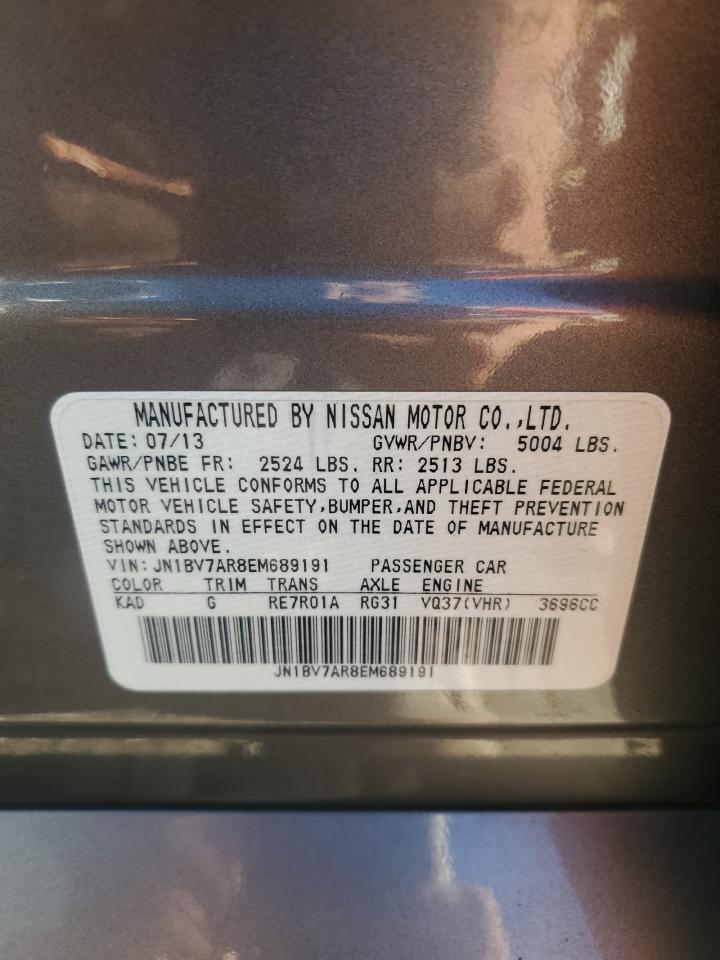 MANUFACTURED BY NISSAN MOTOR CO.,LTD.
DATE: 07/13 GVWR/PNBV: 5004 LBS.
GAWR/PNBE FR: 2524 LBS. RR: 2513 LBS.
THIS VEHICLE CONFORMS TO ALL APPLICABLE FEDERAL
MOTOR VEHICLE SAFETY,BUMPER,AND THEFT PREVENTION
STANDARDS IN EFFECT ON THE DATE OF MANUFACTURE
SHOWN ABOVE.
VIN: JN1BV7AR8EM689191 PASSENGER CAR
COLOR TRIM TRANS AXLE ENGINE
KAD G RE7R01A RG31 VQ37(VHR) 3696CC
JN1BV7AR8EM689191